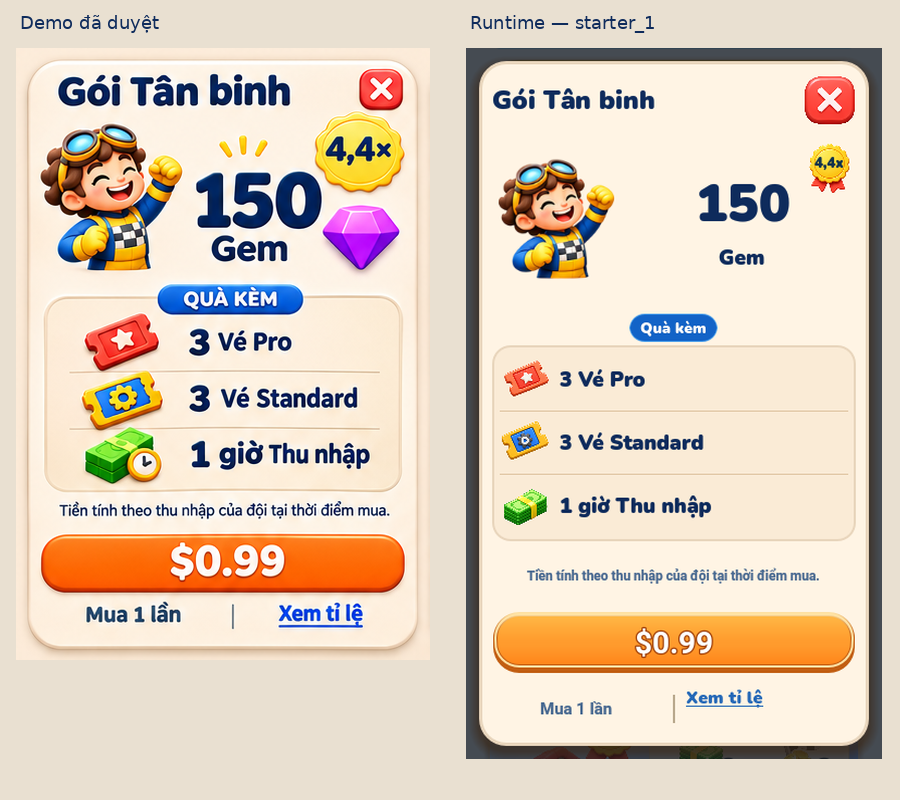 Demo đã duyệt
Gói Tân binh
4,4x
150
Gem
QUÀ KÈM
3 Vé Pro
3 Vé Standard
1 giờ Thu nhập
Tiền tính theo thu nhập của đội tại thời điểm mua.
$0.99
Mua 1 lần | Xem tỉ lệ
Runtime — starter_1
Gói Tân binh
4,4x
150
Gem
Quà kèm
3 Vé Pro
3 Vé Standard
1 giờ Thu nhập
Tiền tính theo thu nhập của đội tại thời điểm mua.
$0.99
Mua 1 lần | Xem tỉ lệ